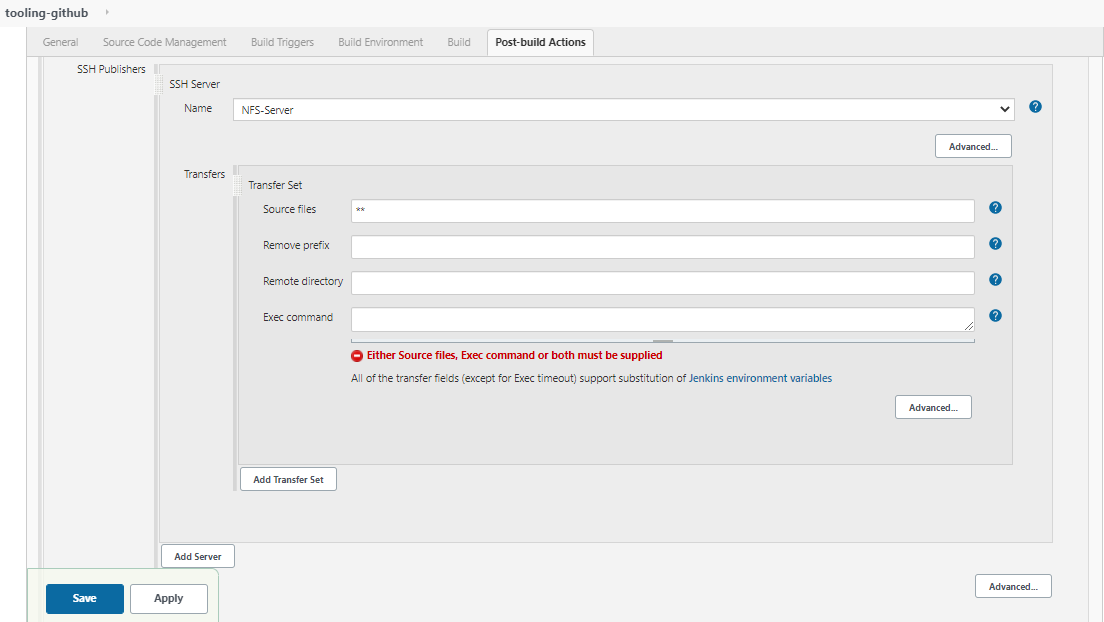 tooling-github
General Source Code Management Build Triggers Build Environment Build Post-build Actions
SSH Publishers
SSH Server
Name NFS-Server
Advanced...
Transfers
Transfer Set
Source files **
Remove prefix
Remote directory
Exec command
Either Source files, Exec command or both must be supplied
All of the transfer fields (except for Exec timeout) support substitution of Jenkins environment variables
Advanced...
Add Transfer Set
Add Server
Advanced...
Save Apply